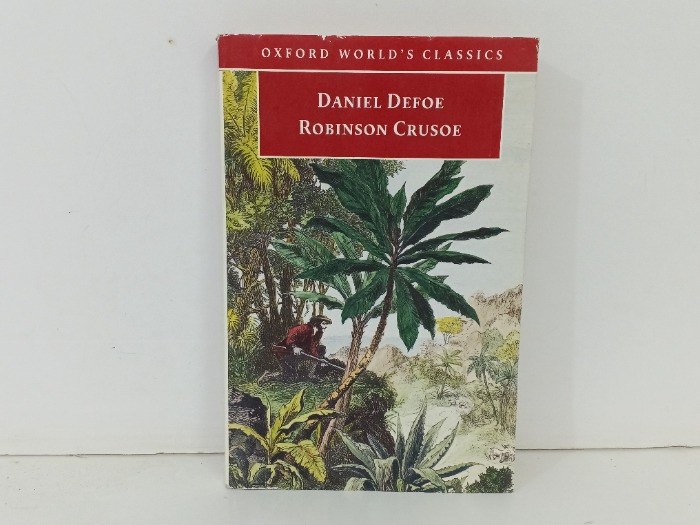 OXFORD WORLD'S CLASSICS
DANIEL DEFOE
ROBINSON CRUSOE